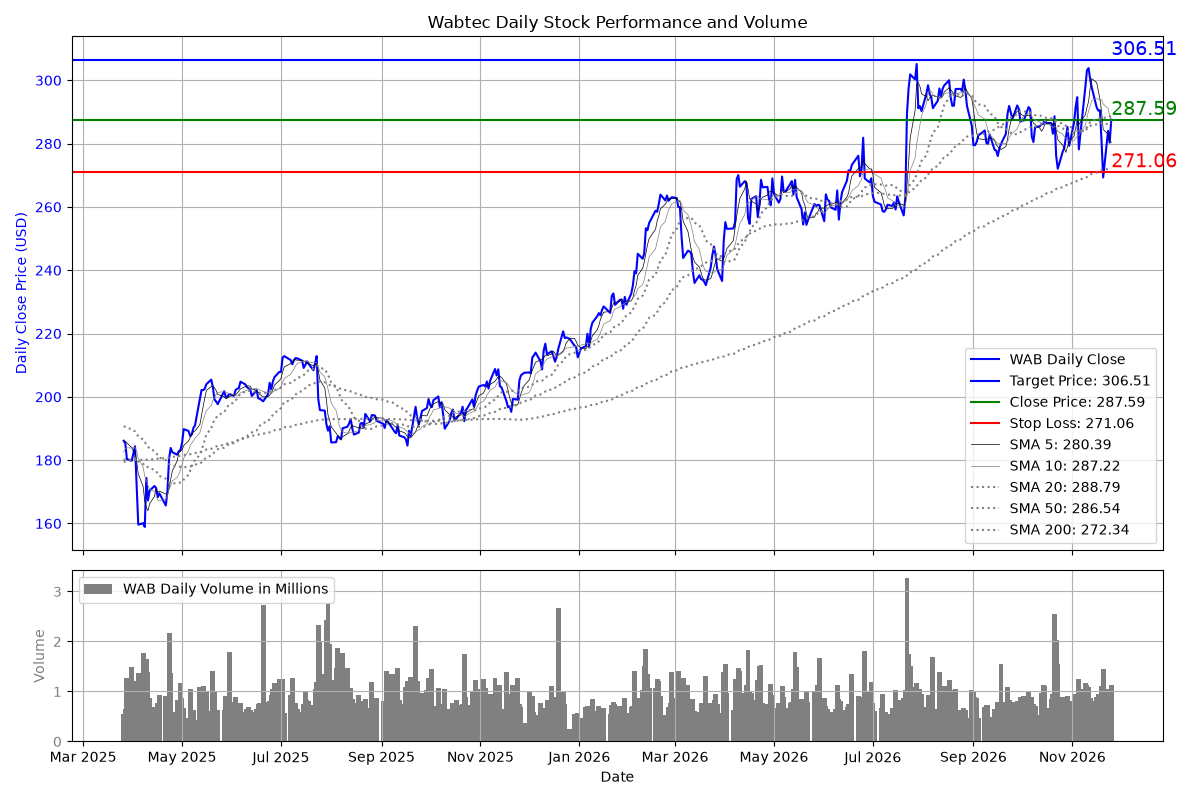 Wabtec Daily Stock Performance and Volume
306.51
287.59
271.06
300
280
260
240
220
200
180
160
Daily Close Price (USD)
WAB Daily Close
Target Price: 306.51
Close Price: 287.59
Stop Loss: 271.06
SMA 5: 280.39
SMA 10: 287.22
SMA 20: 288.79
SMA 50: 286.54
SMA 200: 272.34
WAB Daily Volume in Millions
3
2
1
0
Volume
Mar 2025 May 2025 Jul 2025 Sep 2025 Nov 2025 Jan 2026 Mar 2026 May 2026 Jul 2026 Sep 2026 Nov 2026
Date